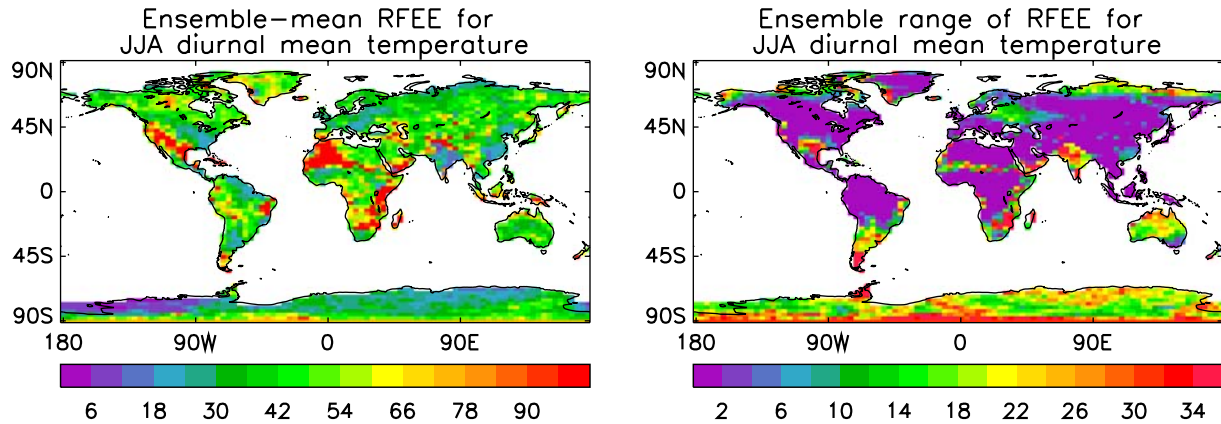 Ensemble-mean RFEE for
JJA diurnal mean temperature
90N
45N
0
45S
90S
180 90W 0 90E
6 18 30 42 54 66 78 90
Ensemble range of RFEE for
JJA diurnal mean temperature
90N
45N
0
45S
90S
180 90W 0 90E
2 6 10 14 18 22 26 30 34